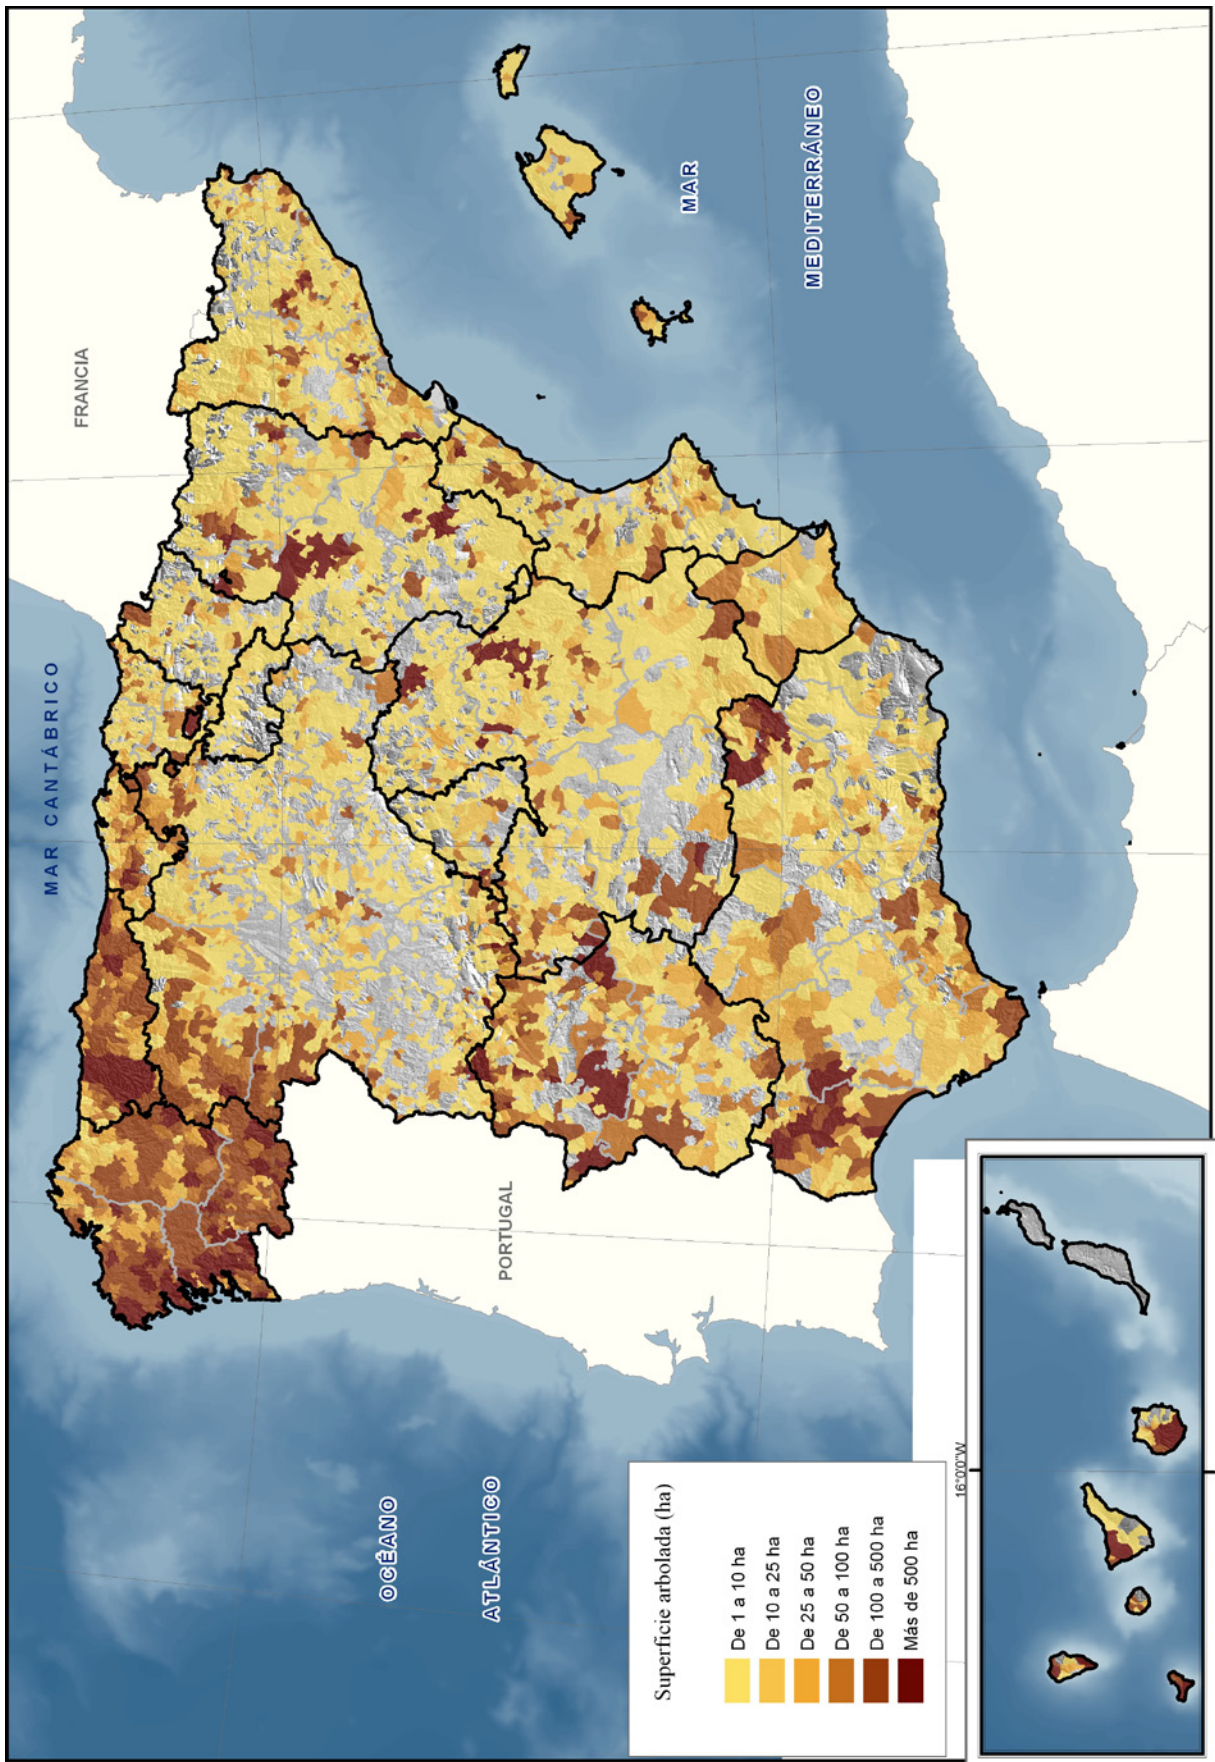 FRANCIA
MAR CANTÁBRICO
MAR
MEDITERRÁNEO
PORTUGAL
OCÉANO
ATLÁNTICO
Superficie arbolada (ha)
De 1 a 10 ha
De 10 a 25 ha
De 25 a 50 ha
De 50 a 100 ha
De 100 a 500 ha
Más de 500 ha
16°0'0"W